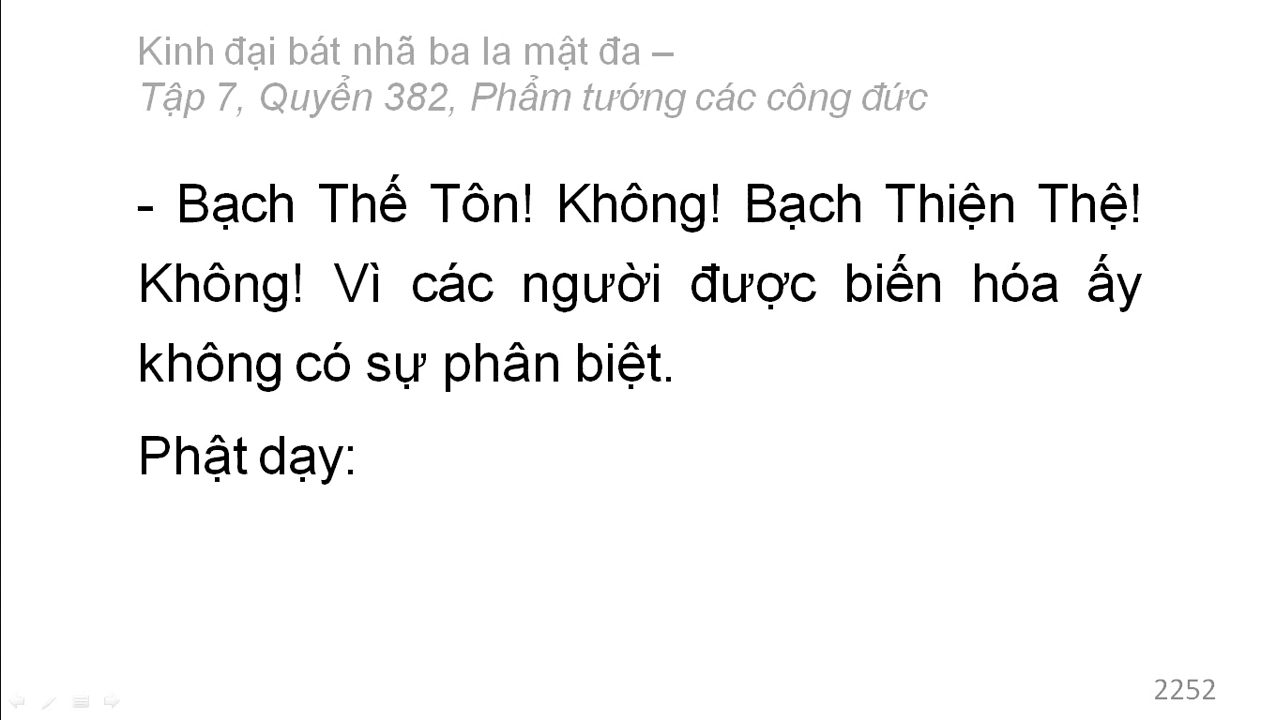 Kinh đại bát nhã ba la mật đa –
Tập 7, Quyển 382, Phẩm tướng các công đức
- Bạch Thế Tôn! Không! Bạch Thiện Thệ!
Không! Vì các người được biến hóa ấy
không có sự phân biệt.
Phật dạy:
2252